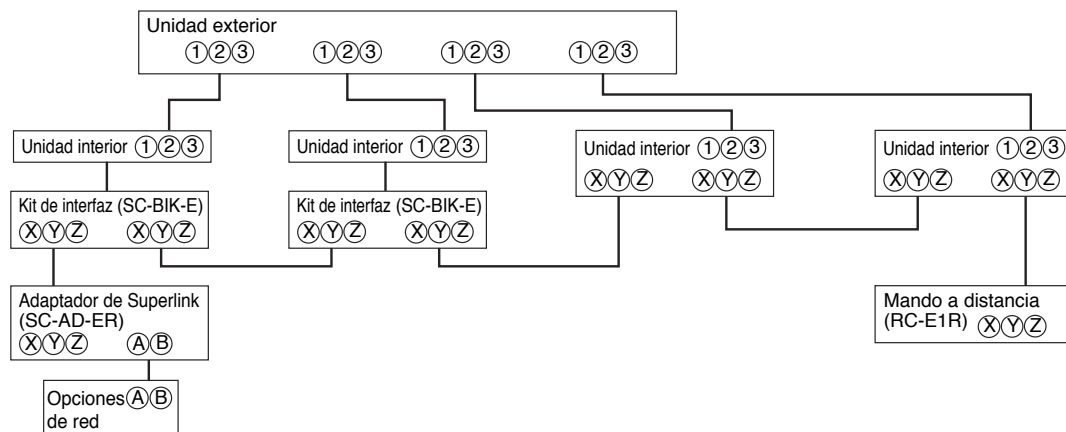 Unidad exterior
①②③ ①②③ ①②③ ①②③
Unidad interior ①②③
Unidad interior ①②③
Unidad interior ①②③
ⓍⓎⓏ ⓍⓎⓏ
Unidad interior ①②③
ⓍⓎⓏ ⓍⓎⓏ
Kit de interfaz (SC-BIK-E)
ⓍⓎⓏ ⓍⓎⓏ
Kit de interfaz (SC-BIK-E)
ⓍⓎⓏ ⓍⓎⓏ
Adaptador de Superlink
(SC-AD-ER)
ⓍⓎⓏ ⒶⒷ
Mando a distancia
(RC-E1R) ⓍⓎⓏ
Opciones ⒶⒷ
de red